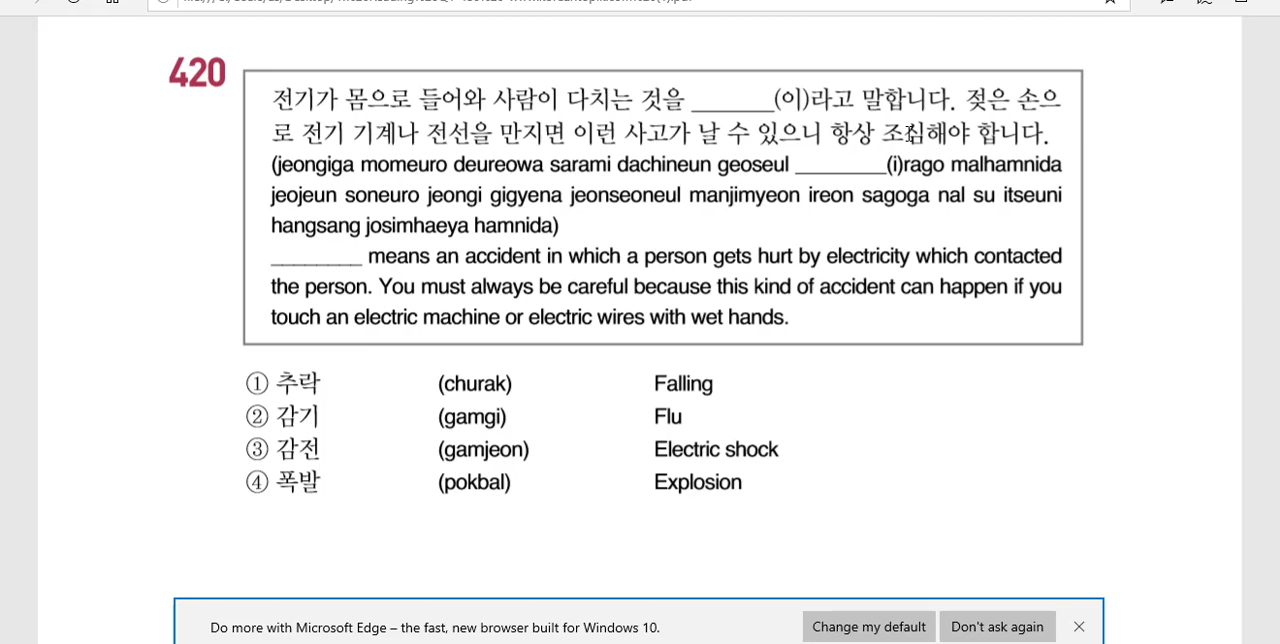 420
전기가 몸으로 들어와 사람이 다치는 것을 _______(이)라고 말합니다. 젖은 손으
로 전기 기계나 전선을 만지면 이런 사고가 날 수 있으니 항상 조심해야 합니다.
(jeongiga momeuro deureowa sarami dachineun geoseul ________(i)rago malhamnida
jeojeun soneuro jeongi gigyena jeonseoneul manjimyeon ireon sagoga nal su itseuni
hangsang josimhaeya hamnida)
________ means an accident in which a person gets hurt by electricity which contacted
the person. You must always be careful because this kind of accident can happen if you
touch an electric machine or electric wires with wet hands.
① 추락 (churak) Falling
② 감기 (gamgi) Flu
③ 감전 (gamjeon) Electric shock
④ 폭발 (pokbal) Explosion
Do more with Microsoft Edge – the fast, new browser built for Windows 10. Change my default Don't ask again